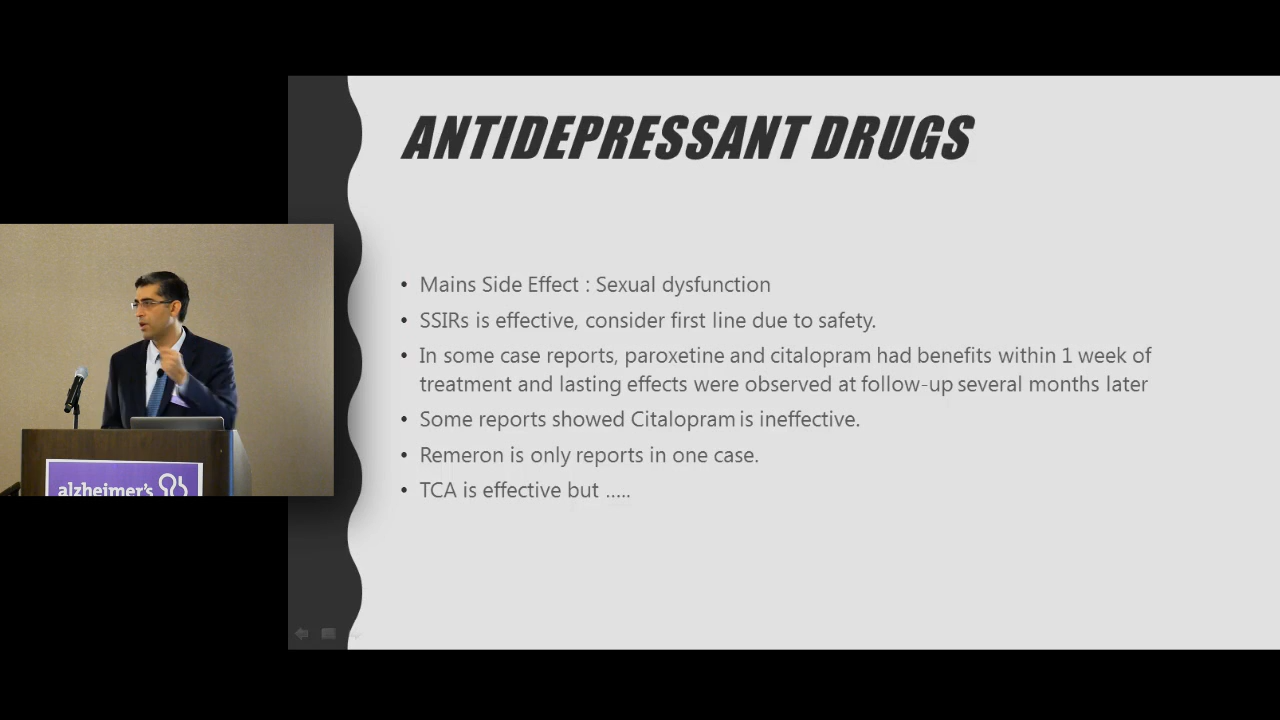 ANTIDEPRESSANT DRUGS
• Mains Side Effect : Sexual dysfunction
• SSIRs is effective, consider first line due to safety.
• In some case reports, paroxetine and citalopram had benefits within 1 week of
treatment and lasting effects were observed at follow-up several months later
• Some reports showed Citalopram is ineffective.
• Remeron is only reports in one case.
• TCA is effective but .....
alzheimer's